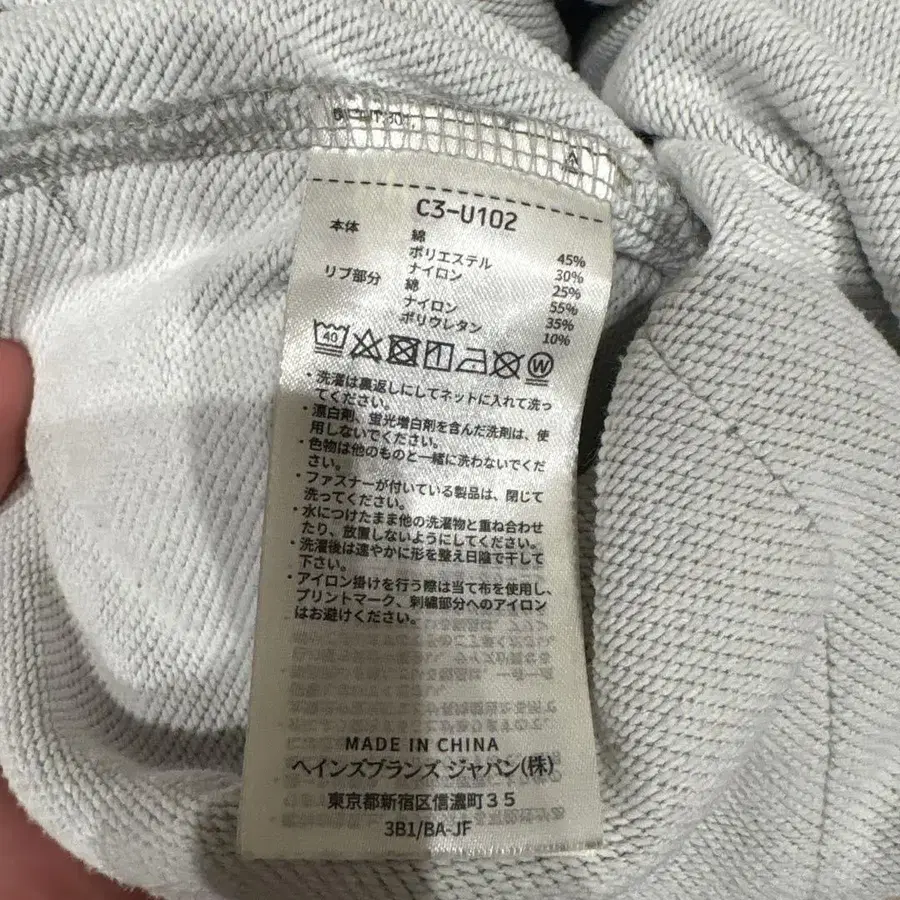 C3-U102
本体 綿 45%
ポリエステル 30%
ナイロン 25%
リブ部分 綿 55%
ナイロン 35%
ポリウレタン 10%
40 W
・洗濯は裏返しにしてネットに入れて洗っ
てください。
・漂白剤、蛍光増白剤を含んだ洗剤は、使
用しないでください。
・色物は他のものと一緒に洗わないでくだ
さい。
・ファスナーが付いている製品は、閉じて
洗ってください。
・水につけたまま他の洗濯物と重ね合わせ
たり、放置しないようにしてください。
・洗濯後は速やかに形を整え日陰で干して
下さい。
・アイロン掛けを行う際は当て布を使用し、
プリントマーク、刺繍部分へのアイロン
はお避けください。
MADE IN CHINA
ヘインズブランズ ジャパン(株)
東京都新宿区信濃町35
3B1/BA-JF